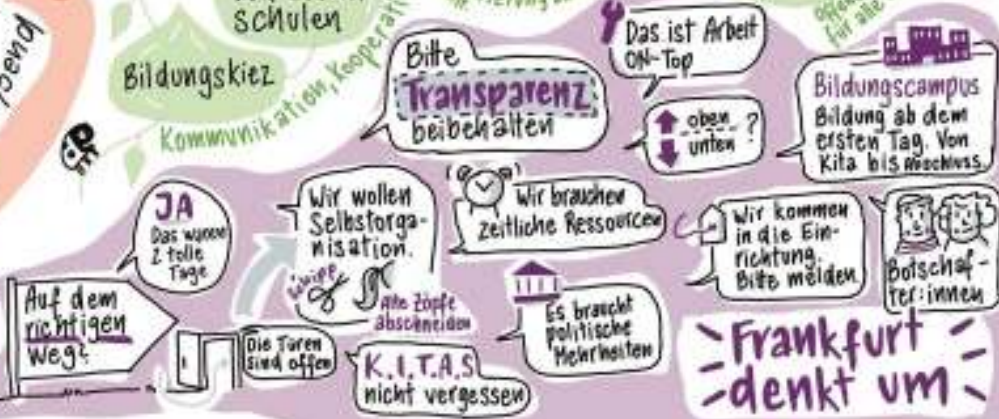 schulen
Bildungskiez
Kommunikation, Kooperati
für alle
Bitte
Transparenz
beibehalten
Das ist Arbeit
ON-Top
oben
unten ?
Bildungscampus
Bildung ab dem
ersten Tag. Von
Kita bis Abschluss.
JA
Das waren
2 tolle
Tage
Wir wollen
Selbstorga-
nisation.
Alte Zöpfe
abschneiden
Wir brauchen
zeitliche Ressourcen
Wir kommen
in die Ein-
richtung.
Bitte melden
Botschaf-
ter:innen
Auf dem
richtigen
Weg?
Die Türen
sind offen
K.I.T.A.S
nicht vergessen
Es braucht
politische
Mehrheiten
Frankfurt
denkt um